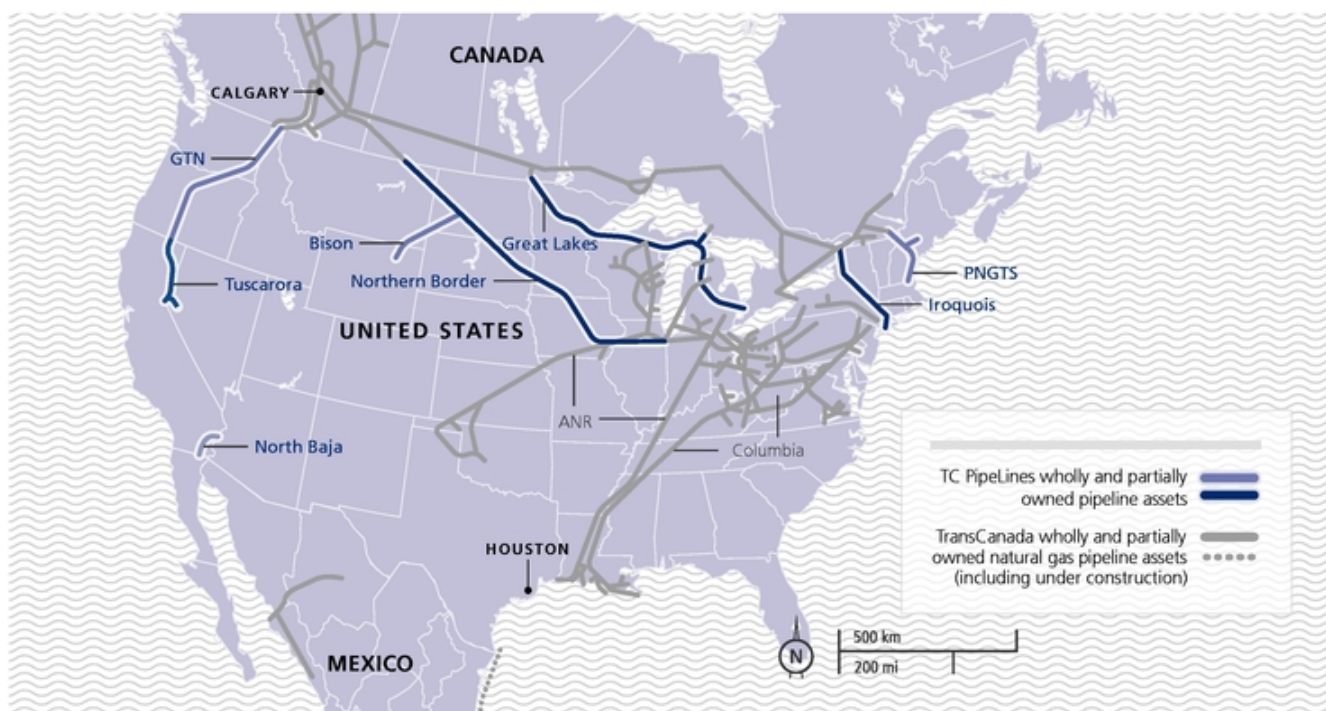 CANADA
CALGARY
GTN
Bison
Great Lakes
PNGTS
Tuscarora
Northern Border
Iroquois
UNITED STATES
ANR
North Baja
Columbia
TC PipeLines wholly and partially
owned pipeline assets
TransCanada wholly and partially
owned natural gas pipeline assets
(including under construction)
HOUSTON
MEXICO
N
500 km
200 mi